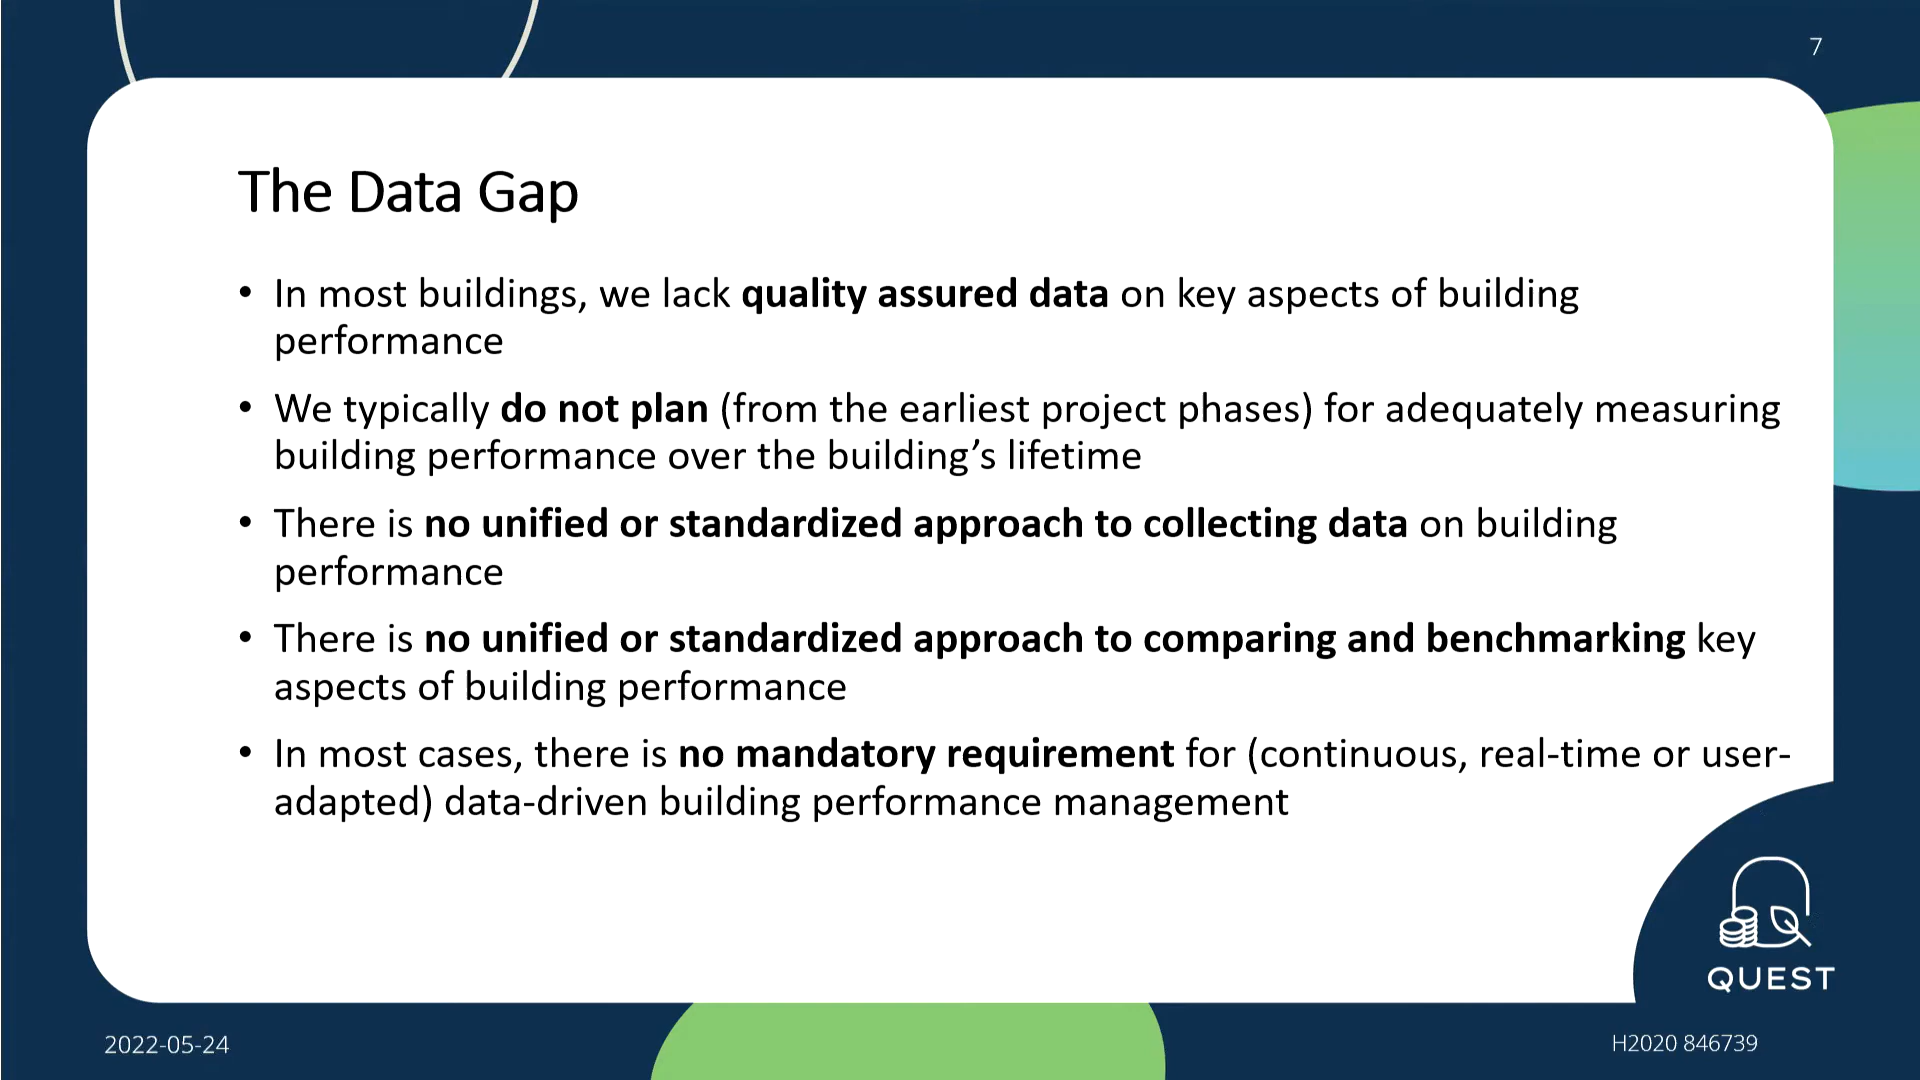 7
The Data Gap
• In most buildings, we lack quality assured data on key aspects of building
performance
• We typically do not plan (from the earliest project phases) for adequately measuring
building performance over the building’s lifetime
• There is no unified or standardized approach to collecting data on building
performance
• There is no unified or standardized approach to comparing and benchmarking key
aspects of building performance
• In most cases, there is no mandatory requirement for (continuous, real-time or user-
adapted) data-driven building performance management
QUEST
2022-05-24
H2020 846739